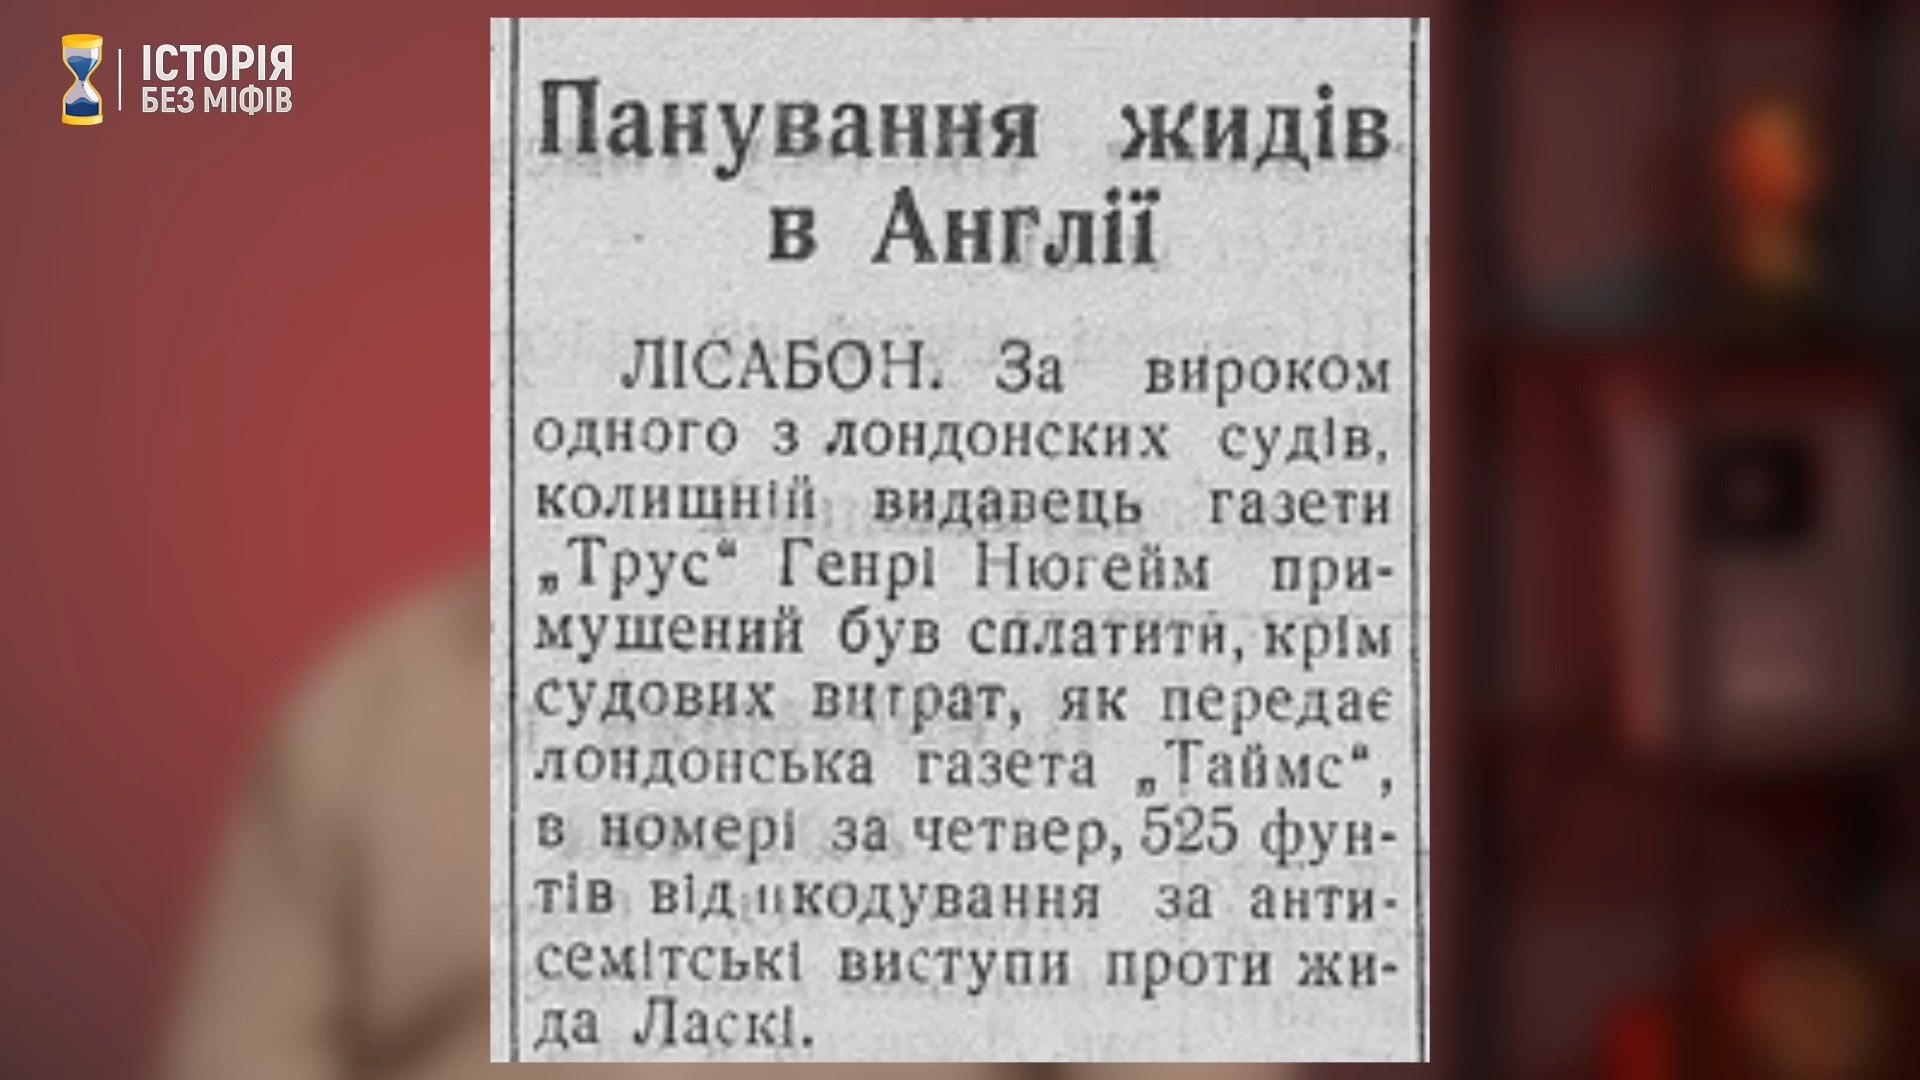 ІСТОРІЯ
БЕЗ МІФІВ
Панування жидів
в Англії
ЛІСАБОН. За вироком
одного з лондонских судів,
колишній видавець газети
„Трус“ Генрі Нюгейм при-
мушений був сплатити, крім
судових витрат, як передає
лондонська газета „Таймс“,
в номері за четвер, 525 фун-
тів відшкодування за анти-
семітські виступи проти жи-
да Ласкі.